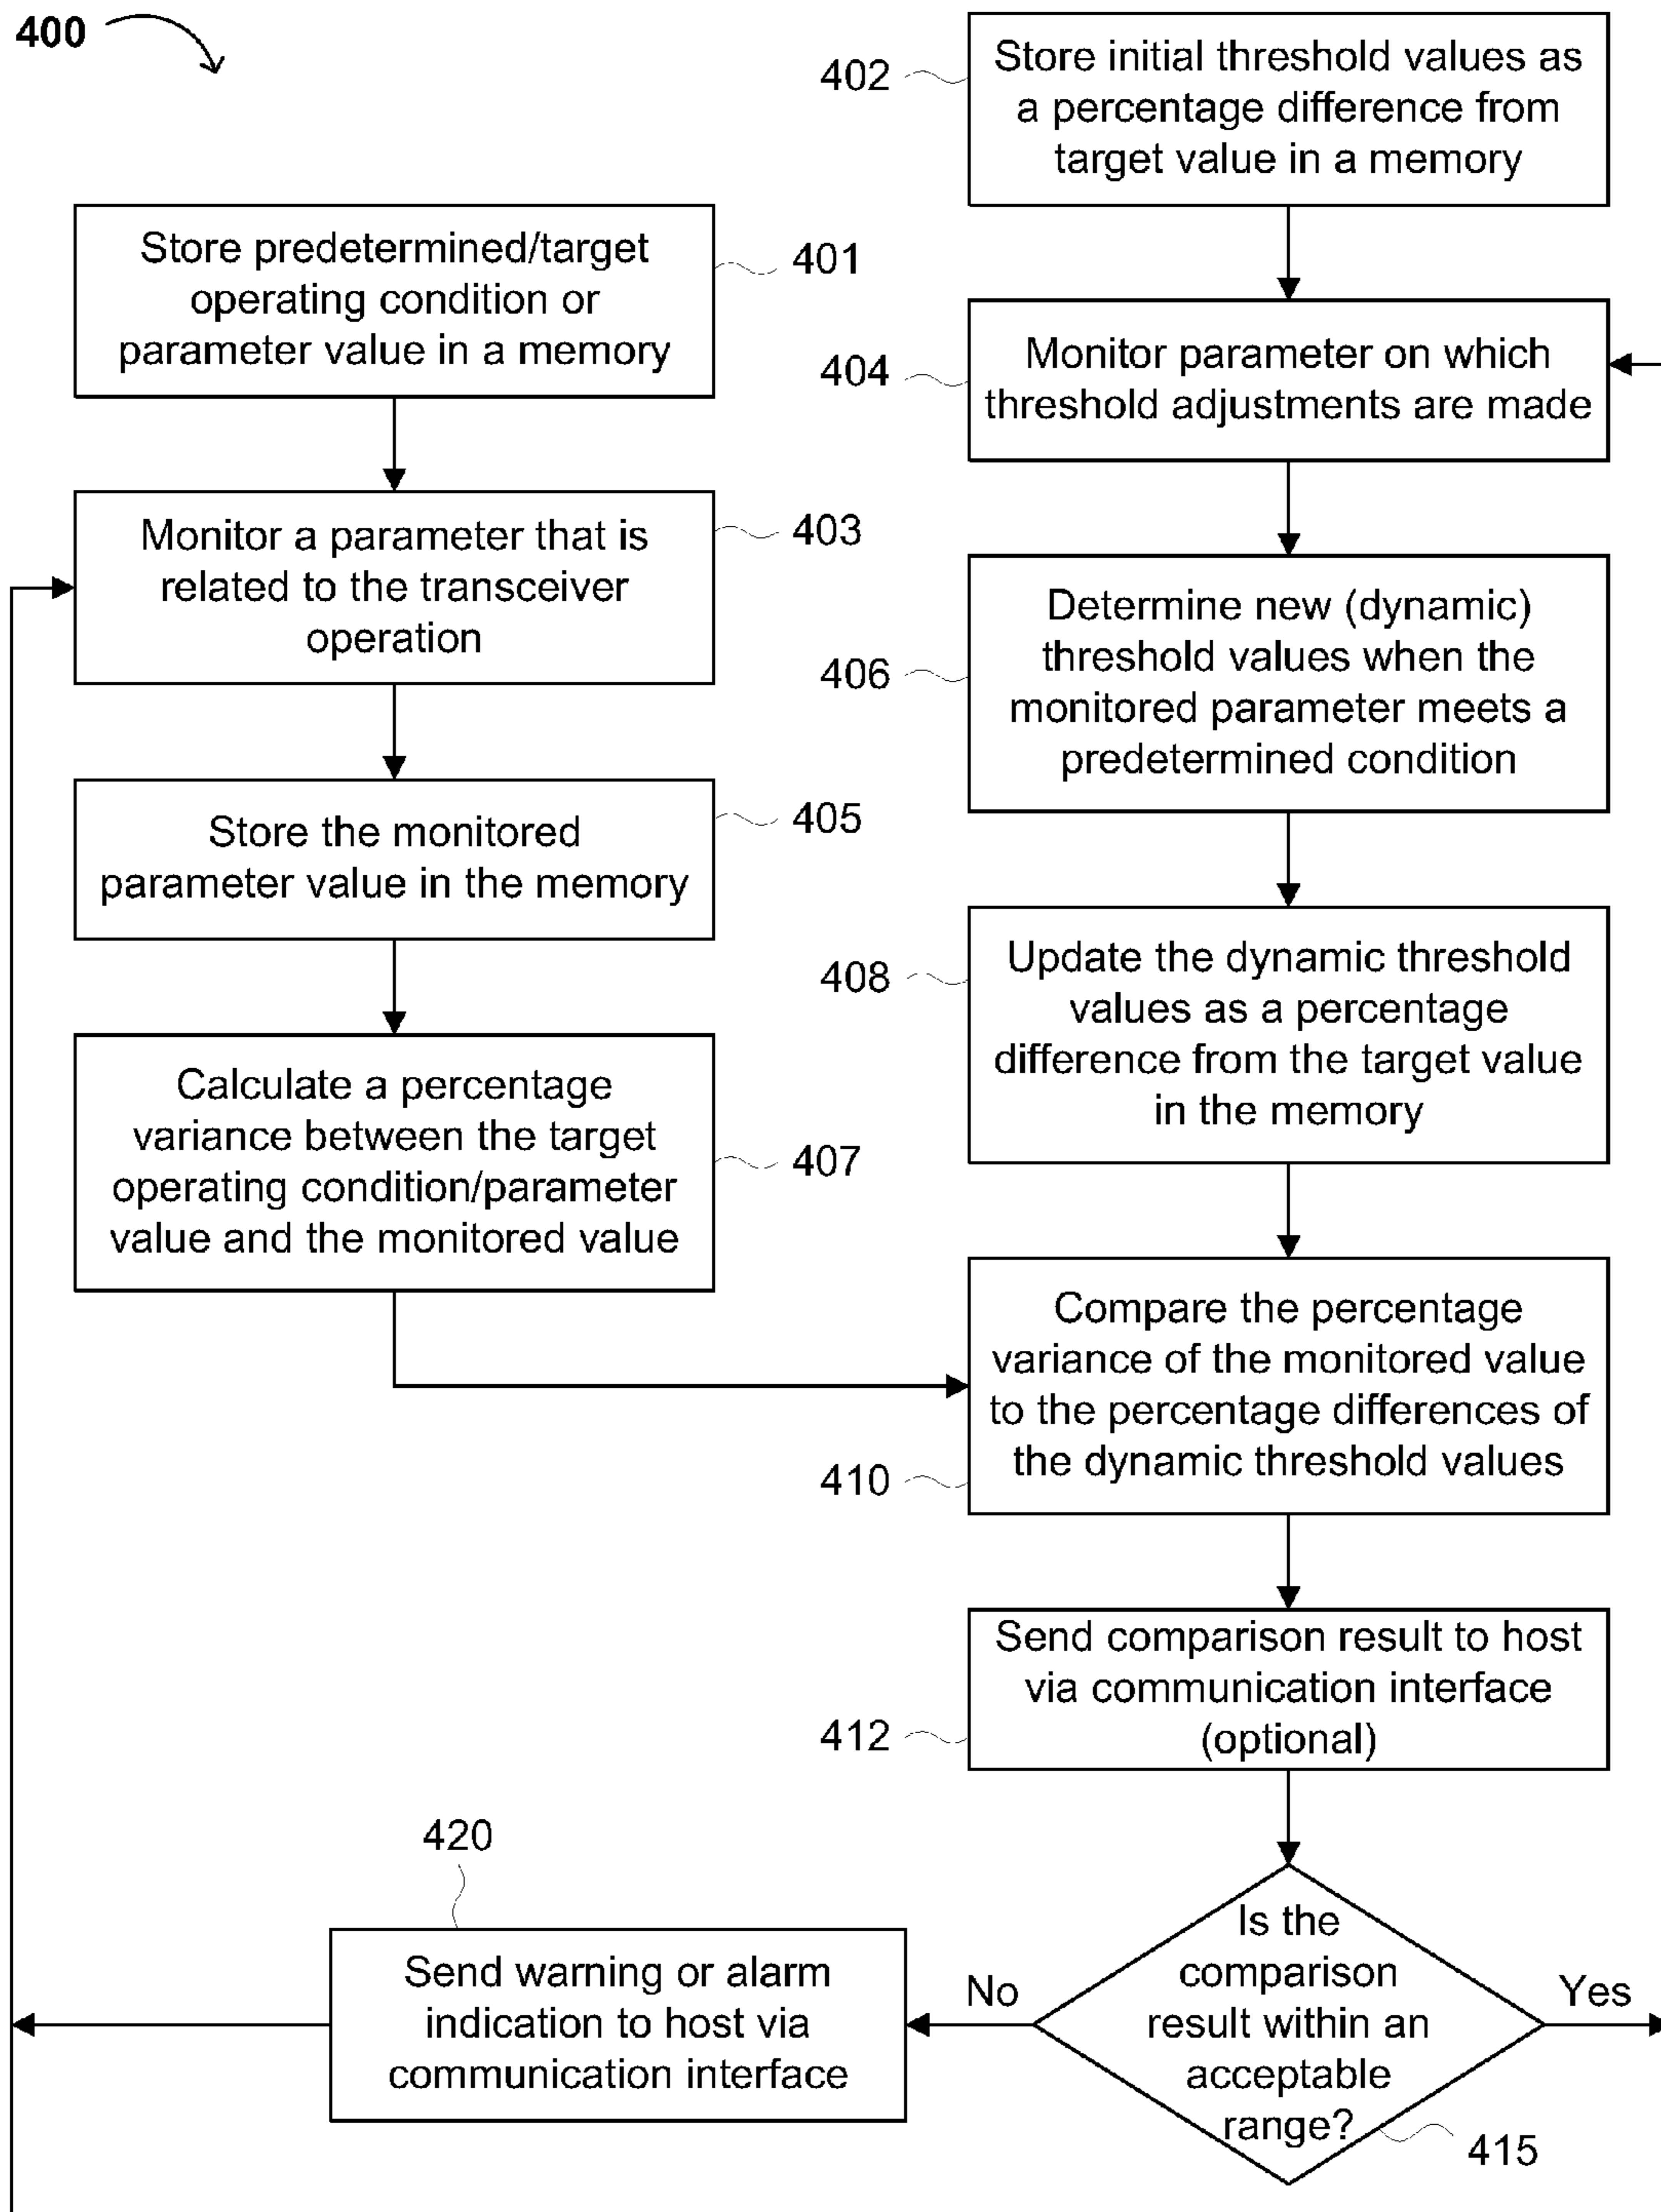 400
402
Store initial threshold values as
a percentage difference from
target value in a memory
Store predetermined/target
operating condition or
parameter value in a memory
401
404
Monitor parameter on which
threshold adjustments are made
Monitor a parameter that is
related to the transceiver
operation
403
406
Determine new (dynamic)
threshold values when the
monitored parameter meets a
predetermined condition
Store the monitored
parameter value in the memory
405
408
Update the dynamic threshold
values as a percentage
difference from the target value
in the memory
Calculate a percentage
variance between the target
operating condition/parameter
value and the monitored value
407
Compare the percentage
variance of the monitored value
to the percentage differences of
the dynamic threshold values
410
Send comparison result to host
via communication interface
(optional)
412
420
Send warning or alarm
indication to host via
communication interface
No
Is the
comparison
result within an
acceptable
range?
Yes
415